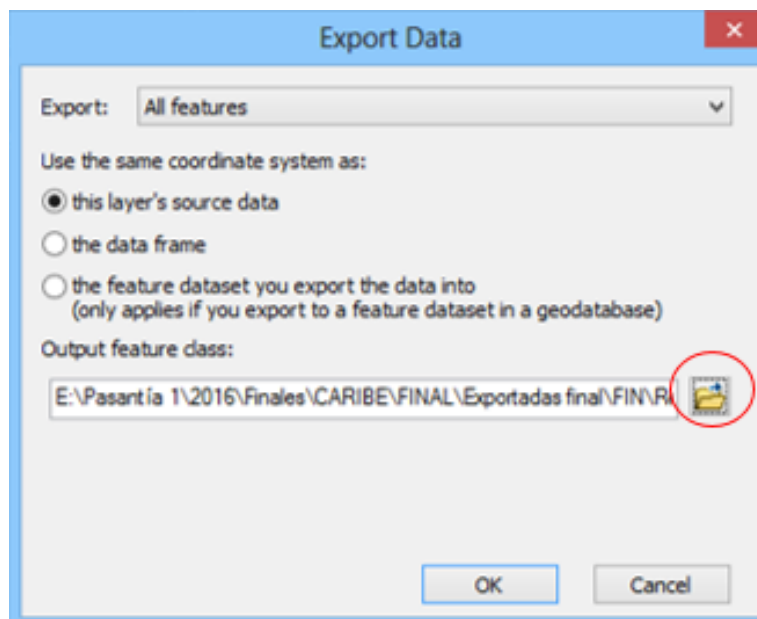 Export Data
Export: All features
Use the same coordinate system as:
this layer's source data
the data frame
the feature dataset you export the data into
(only applies if you export to a feature dataset in a geodatabase)
Output feature class:
E:\Pasantía 1\2016\Finales\CARIBE\FINAL\Exportadas final\FIN\R
OK Cancel